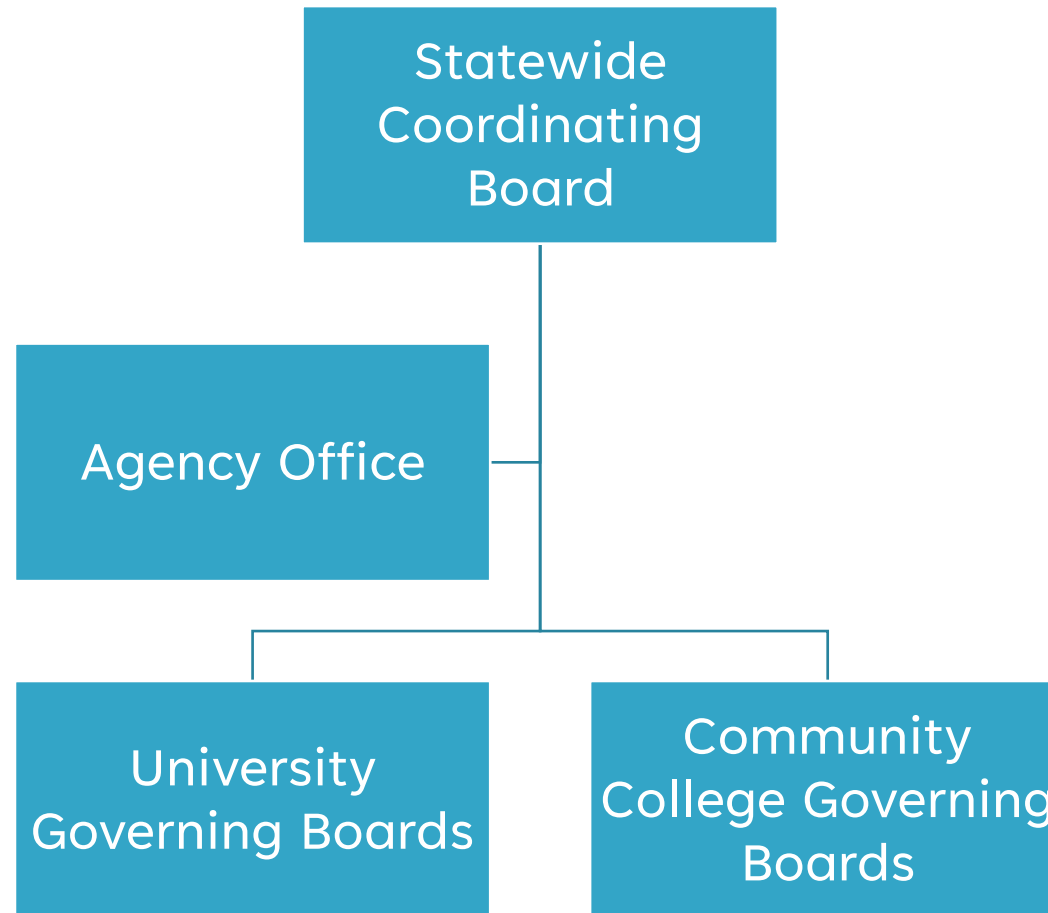 Statewide
Coordinating
Board
Agency Office
University
Governing Boards
Community
College Governing
Boards